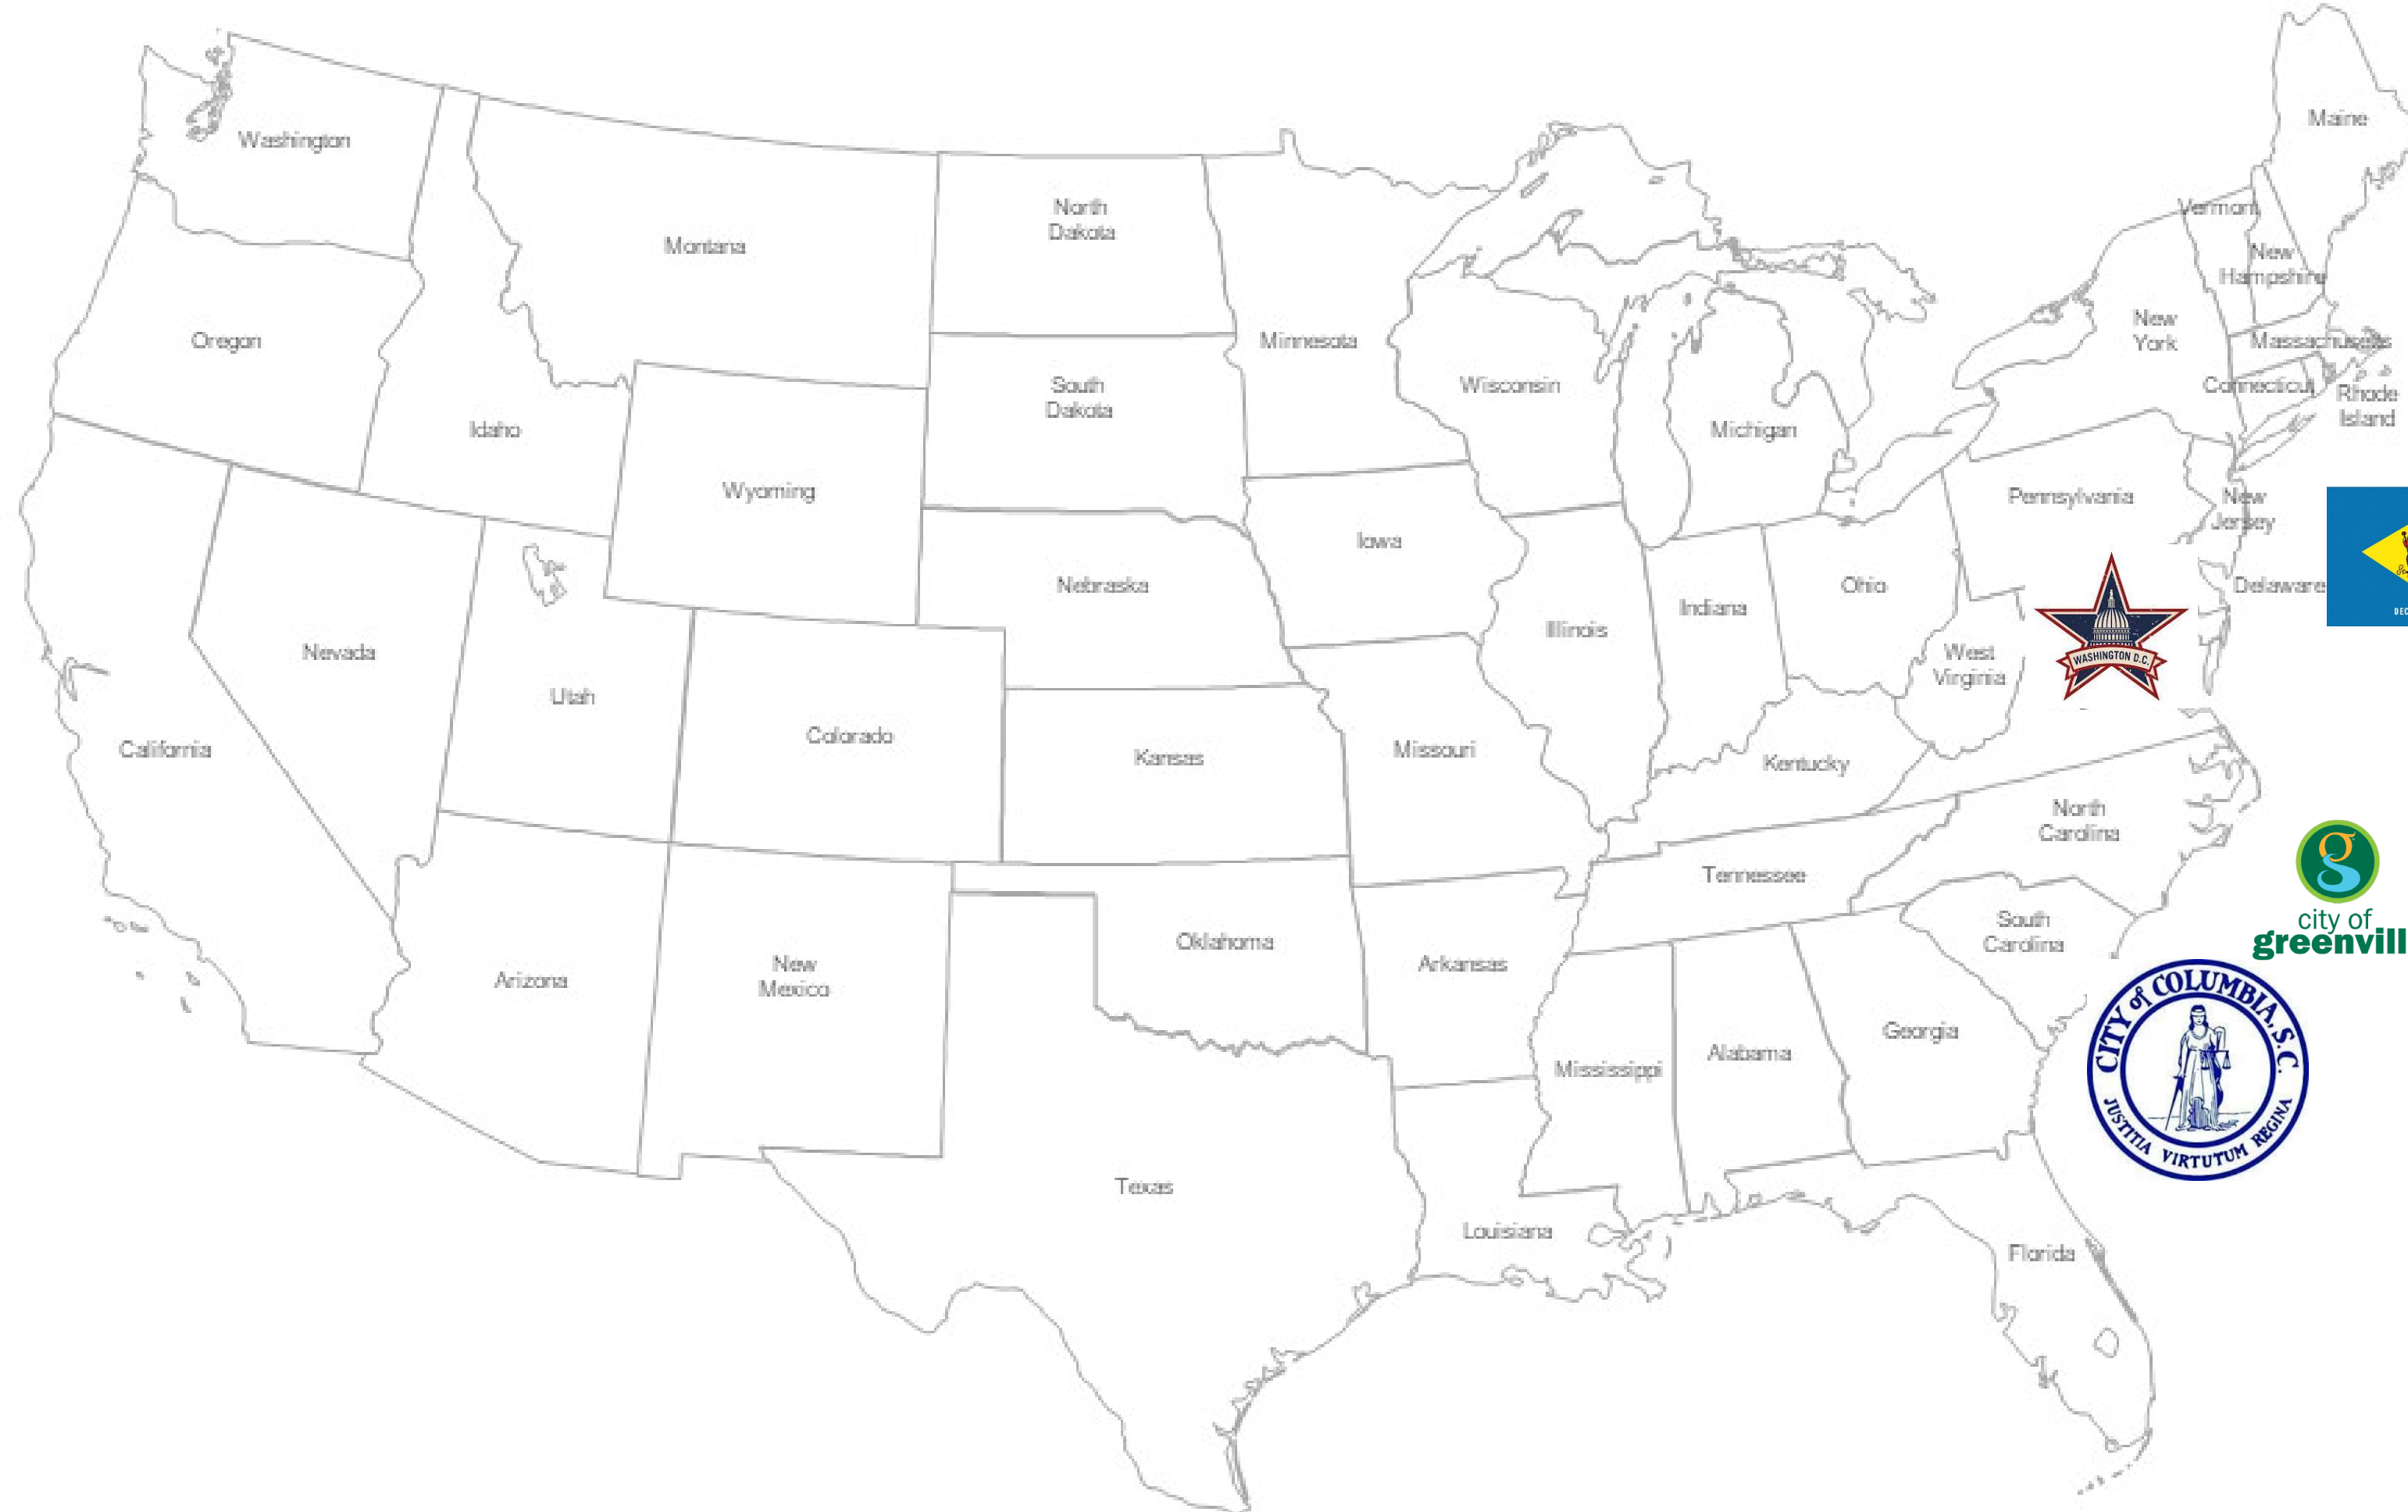 Maine
Washington
Vermont
North
Dakota
Montana
New
Hampshire
New
York
Oregon
Minnesota
Massachusetts
Wisconsin
South
Dakota
Connecticut
Rhode
Island
Idaho
Michigan
Wyoming
Pennsylvania
New
Jersey
Iowa
Nebraska
Ohio
Delaware
Indiana
DEC
Illinois
Nevada
West
Virginia
WASHINGTON D.C.
Utah
Colorado
California
Kansas
Missouri
Kentucky
North
Carolina
Tennessee
g
city of
greenvill
South
Carolina
Oklahoma
New
Mexico
Arkansas
Arizona
Georgia
Alabama
Mississippi
CITY of COLUMBIA, S.C.
JUSTITIA VIRTUTUM REGINA
Texas
Louisiana
Florida